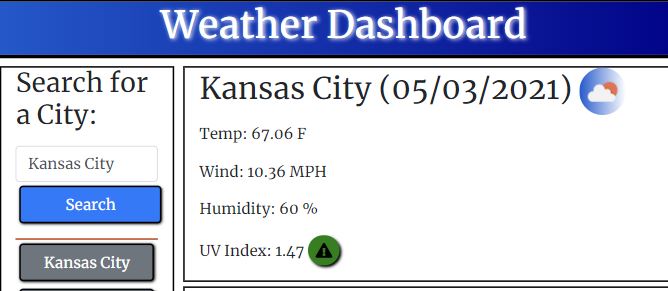 Weather Dashboard
Search for
a City:
Kansas City
Search
Kansas City
Kansas City (05/03/2021)
Temp: 67.06 F
Wind: 10.36 MPH
Humidity: 60 %
UV Index: 1.47